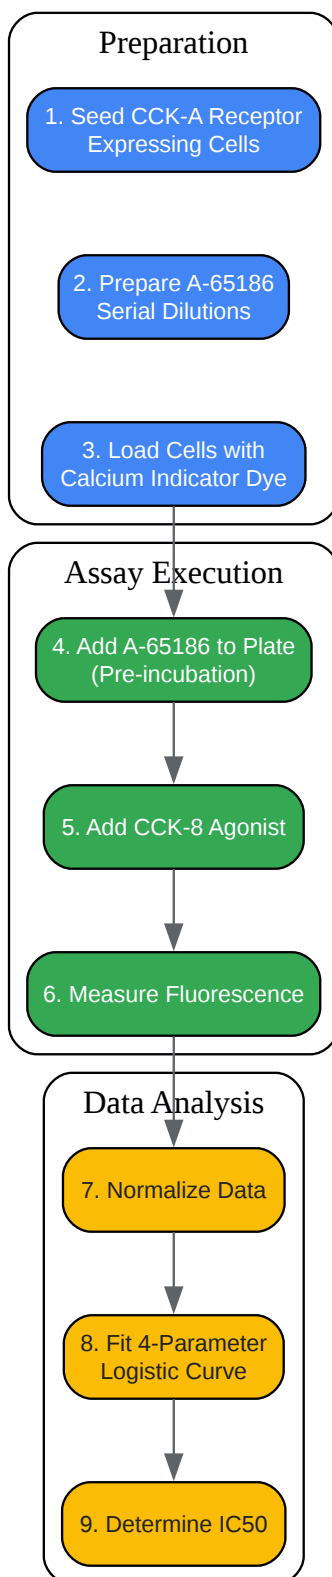 Preparation
1. Seed CCK-A Receptor
Expressing Cells
2. Prepare A-65186
Serial Dilutions
3. Load Cells with
Calcium Indicator Dye
Assay Execution
4. Add A-65186 to Plate
(Pre-incubation)
5. Add CCK-8 Agonist
6. Measure Fluorescence
Data Analysis
7. Normalize Data
8. Fit 4-Parameter
Logistic Curve
9. Determine IC50